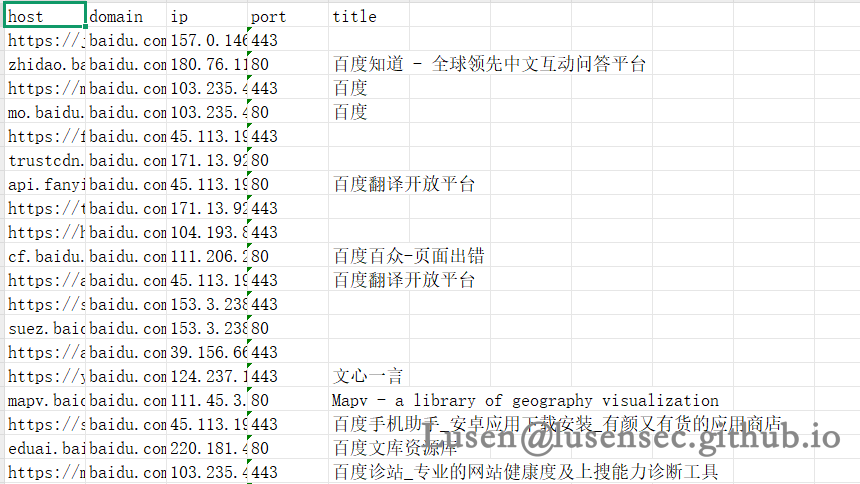 host domain ip port title
https://j baidu.com 157.0.146 443
zhidao.ba baidu.com 180.76.11 80 百度知道 - 全球领先中文互动问答平台
https://m baidu.com 103.235.4 443 百度
mo.baidu. baidu.com 103.235.4 80 百度
https://f baidu.com 45.113.19 443
trustcdn. baidu.com 171.13.92 80
api.fanyi baidu.com 45.113.19 80 百度翻译开放平台
https://t baidu.com 171.13.92 443
https://h baidu.com 104.193.8 443
cf.baidu. baidu.com 111.206.2 80 百度百众-页面出错
https://a baidu.com 45.113.19 443 百度翻译开放平台
https://s baidu.com 153.3.238 443
suez.baid baidu.com 153.3.238 80
https://a baidu.com 39.156.66 443
https://y baidu.com 124.237.1 443 文心一言
mapv.baid baidu.com 111.45.3. 80 Mapv - a library of geography visualization
https://s baidu.com 45.113.19 443 百度手机助手_安卓应用下载安装_有颜又有货的应用商店
eduai.bai baidu.com 220.181.4 80 百度文库资源库
https://m baidu.com 103.235.4 443 百度诊站_专业的网站健康度及上搜能力诊断工具
Lusen@lusensec.github.io